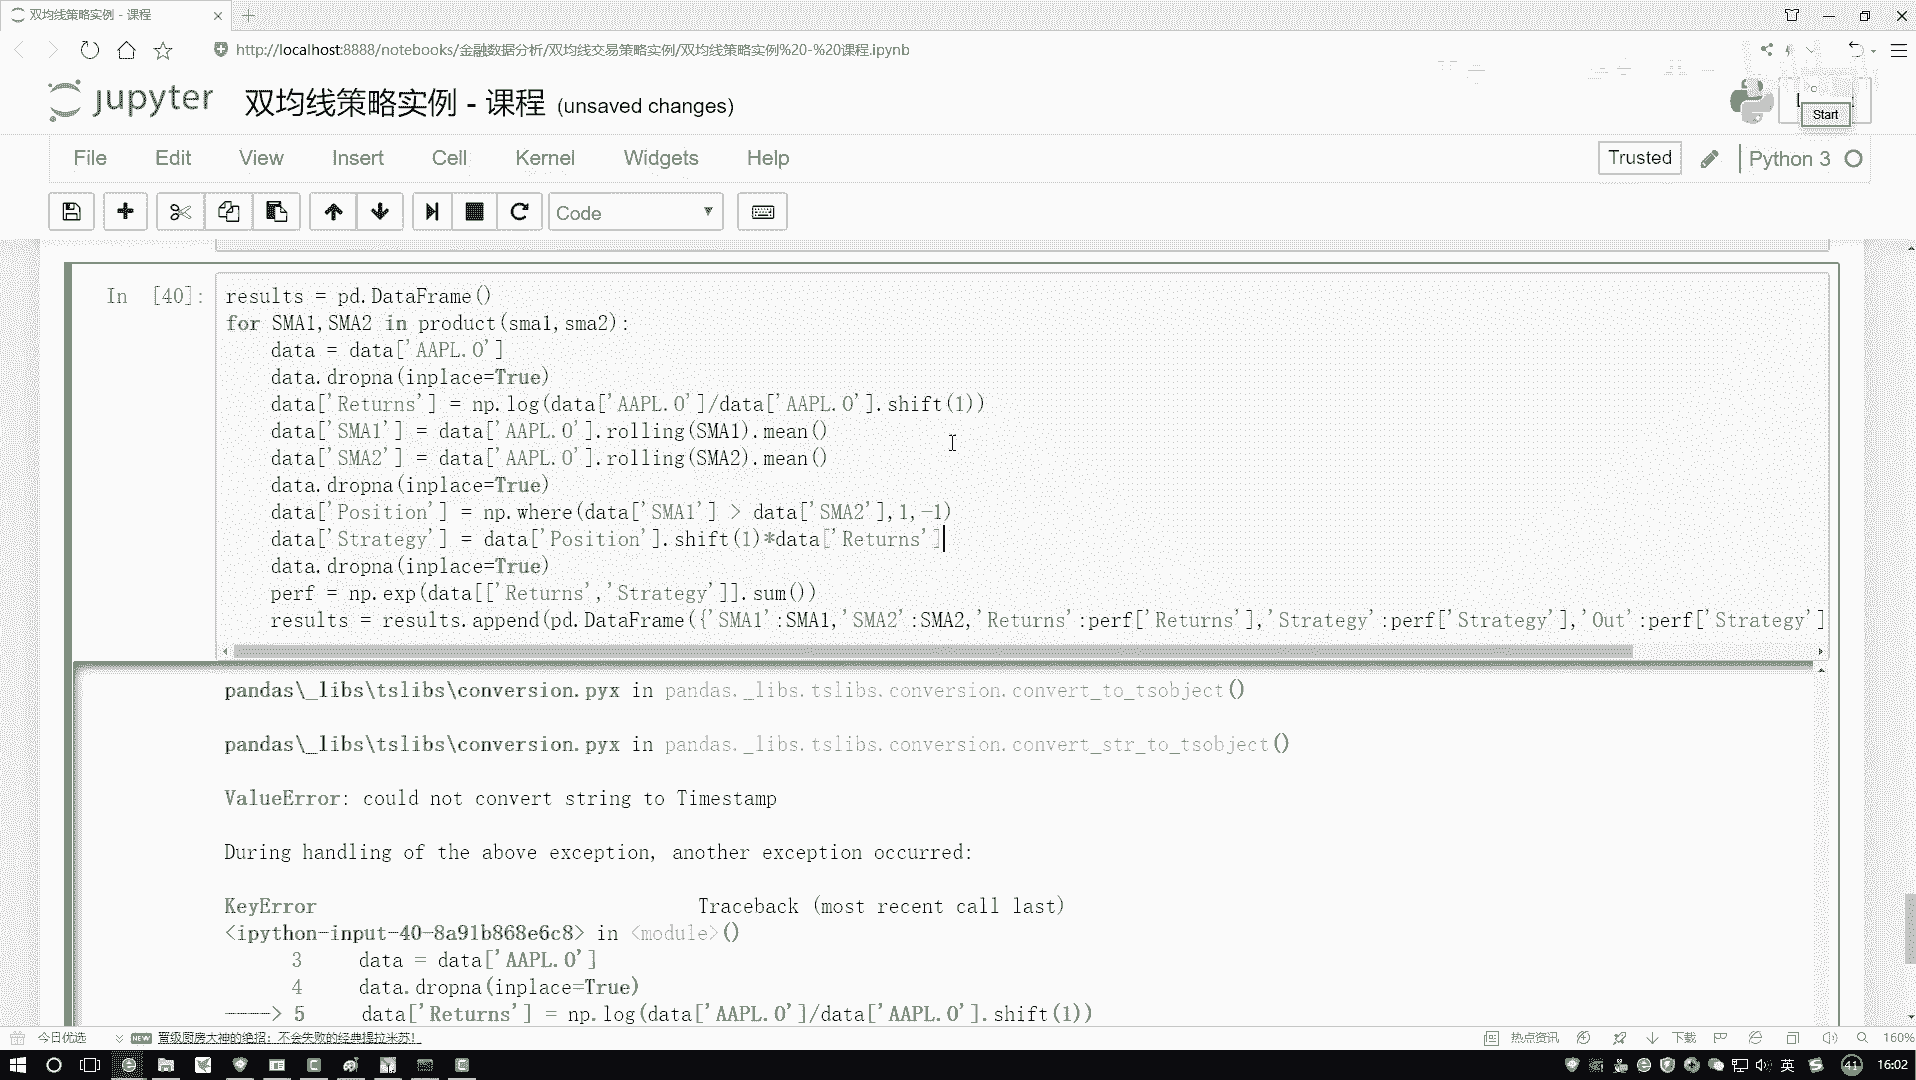 双均线策略实例 - 课程
http://localhost:8888/notebooks/金融数据分析/双均线交易策略实例/双均线策略实例%20-%20课程.ipynb
jupyter 双均线策略实例 - 课程 (unsaved changes)
Start
File Edit View Insert Cell Kernel Widgets Help
Trusted Python 3
Code
In [40]:
results = pd.DataFrame()
for SMA1,SMA2 in product(sma1,sma2):
    data = data['AAPL.O']
    data.dropna(inplace=True)
    data['Returns'] = np.log(data['AAPL.O']/data['AAPL.O'].shift(1))
    data['SMA1'] = data['AAPL.O'].rolling(SMA1).mean()
    data['SMA2'] = data['AAPL.O'].rolling(SMA2).mean()
    data.dropna(inplace=True)
    data['Position'] = np.where(data['SMA1'] > data['SMA2'],1,-1)
    data['Strategy'] = data['Position'].shift(1)*data['Returns']
    data.dropna(inplace=True)
    perf = np.exp(data[['Returns','Strategy']].sum())
    results = results.append(pd.DataFrame({'SMA1':SMA1,'SMA2':SMA2,'Returns':perf['Returns'],'Strategy':perf['Strategy'],'Out':perf['Strategy']
pandas\_libs\tslibs\conversion.pyx in pandas._libs.tslibs.conversion.convert_to_tsobject()
pandas\_libs\tslibs\conversion.pyx in pandas._libs.tslibs.conversion.convert_str_to_tsobject()
ValueError: could not convert string to Timestamp
During handling of the above exception, another exception occurred:
KeyError Traceback (most recent call last)
<ipython-input-40-8a91b868e6c8> in <module>()
3     data = data['AAPL.O']
4     data.dropna(inplace=True)
----> 5     data['Returns'] = np.log(data['AAPL.O']/data['AAPL.O'].shift(1))
今日优选 NEW 晋级厨房大神的绝招：不会失败的经典提拉米苏！ 热点资讯 下载 160%
英 41 16:02